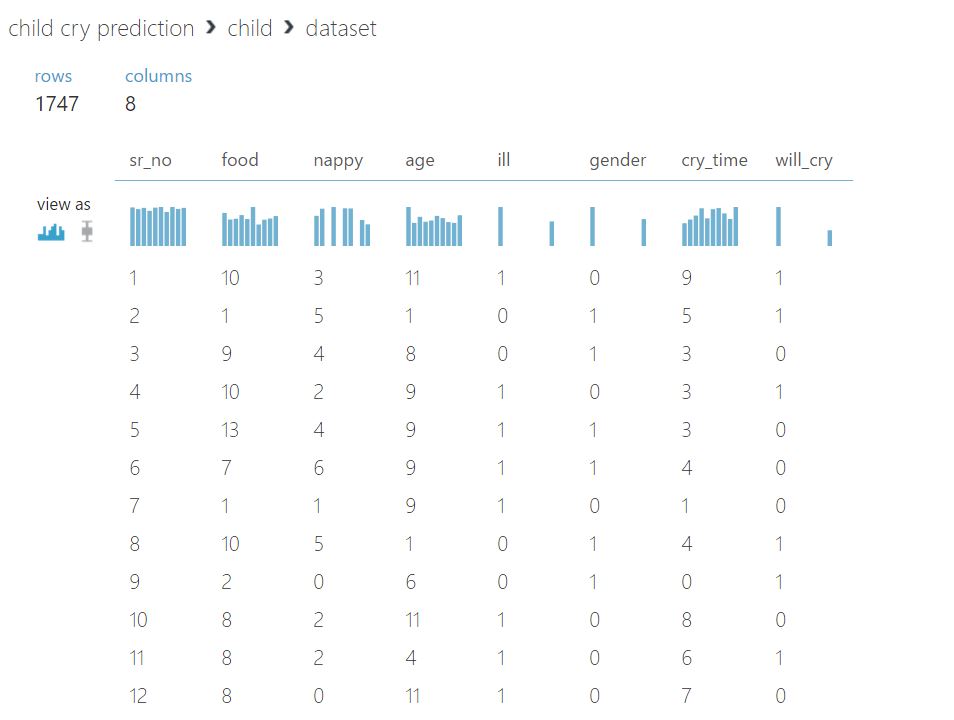 child cry prediction > child > dataset
rows columns
1747 8
sr_no food nappy age ill gender cry_time will_cry
view as
1 10 3 11 1 0 9 1
2 1 5 1 0 1 5 1
3 9 4 8 0 1 3 0
4 10 2 9 1 0 3 1
5 13 4 9 1 1 3 0
6 7 6 9 1 1 4 0
7 1 1 9 1 0 1 0
8 10 5 1 0 1 4 1
9 2 0 6 0 1 0 1
10 8 2 11 1 0 8 0
11 8 2 4 1 0 6 1
12 8 0 11 1 0 7 0